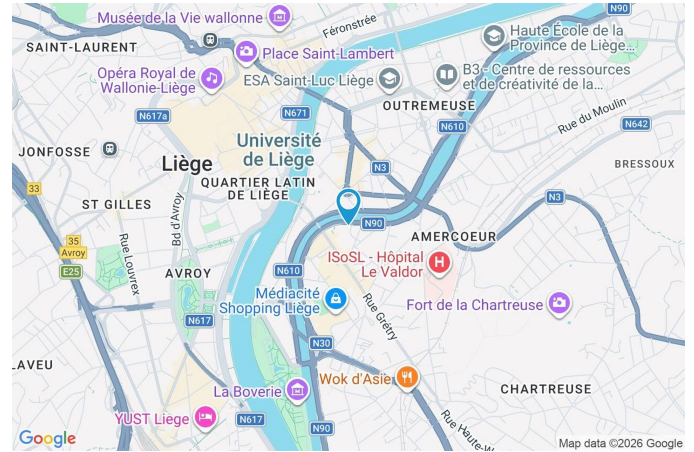 Musée de la Vie wallonne
Féronstrée
N90
Haute École de la
Province de Liège...
SAINT-LAURENT
Place Saint-Lambert
B3 - Centre de ressources
et de créativité de la...
Opéra Royal de
Wallonie-Liège
ESA Saint-Luc Liège
OUTREMEUSE
N617a
N671
N610
Rue du Moulin
N642
JONFOSSE
Université
de Liège
N3
BRESSOUX
Liège
33
QUARTIER LATIN
DE LIÈGE
ST GILLES
Bd d'Avroy
N3
N90
35
Avroy
E25
Rue Louvrex
AMERCOEUR
ISoSL - Hôpital
Le Valdor
AVROY
N610
Médiacité
Shopping Liège
Rue Grétry
Fort de la Chartreuse
N617
N30
LAVEU
Wok d'Asie
La Boverie
CHARTREUSE
YUST Liege
N617
Rue Haute-W
N90
Google
Map data ©2026 Google